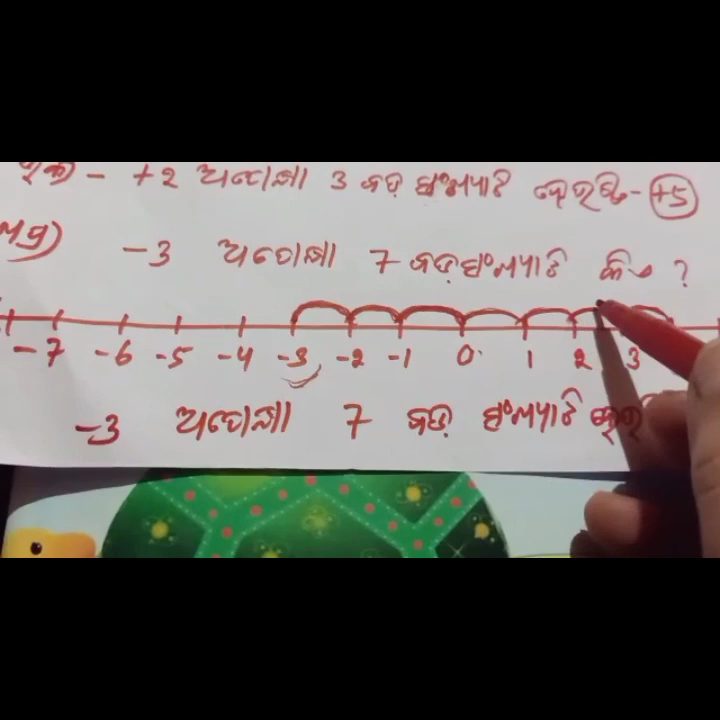 - +2 ଅପେକ୍ଷା 3 ବଡ଼ ସଂଖ୍ୟାଟି ହେଉଛି- +5
-3 ଅପେକ୍ଷା 7 ବଡ଼ ସଂଖ୍ୟାଟି କିଏ ?
-7 -6 -5 -4 -3 -2 -1 0 1 2 3
-3 ଅପେକ୍ଷା 7 ବଡ଼ ସଂଖ୍ୟାଟି